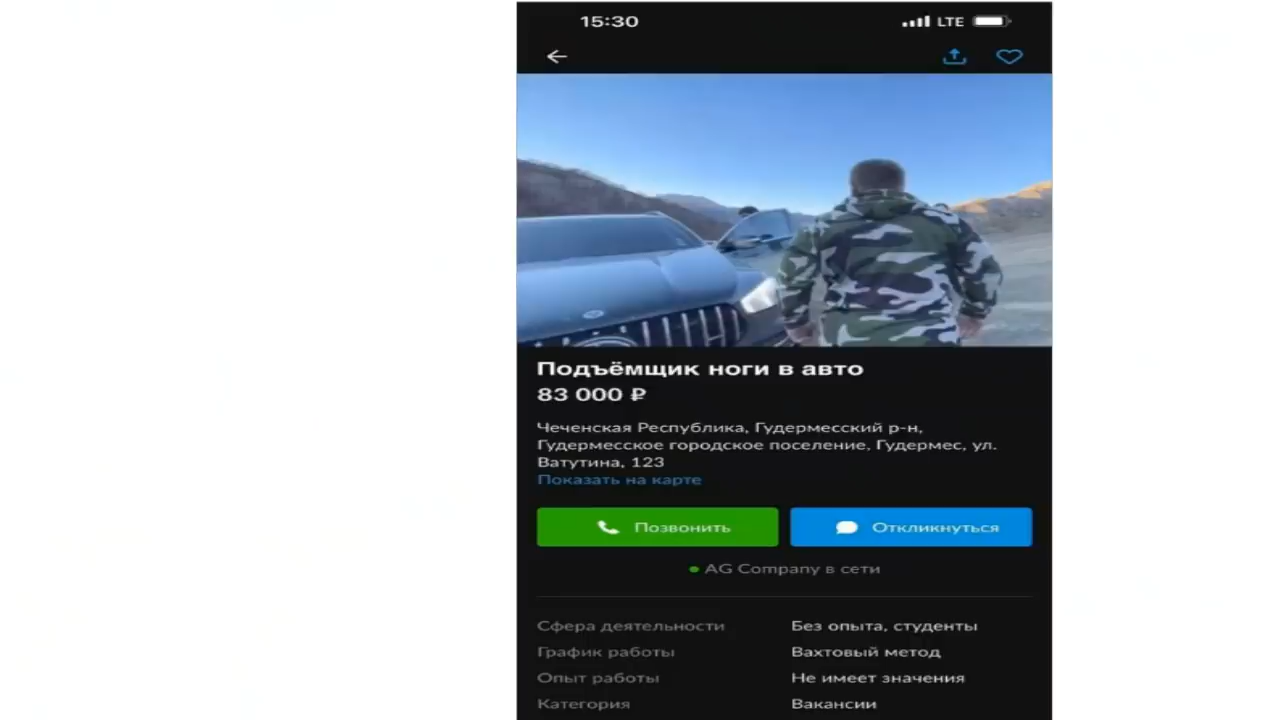 15:30 LTE
Подъёмщик ноги в авто
83 000 ₽
Чеченская Республика, Гудермесский р-н,
Гудермесское городское поселение, Гудермес, ул.
Ватутина, 123
Показать на карте
Позвонить Откликнуться
AG Company в сети
Сфера деятельности Без опыта, студенты
График работы Вахтовый метод
Опыт работы Не имеет значения
Категория Вакансии